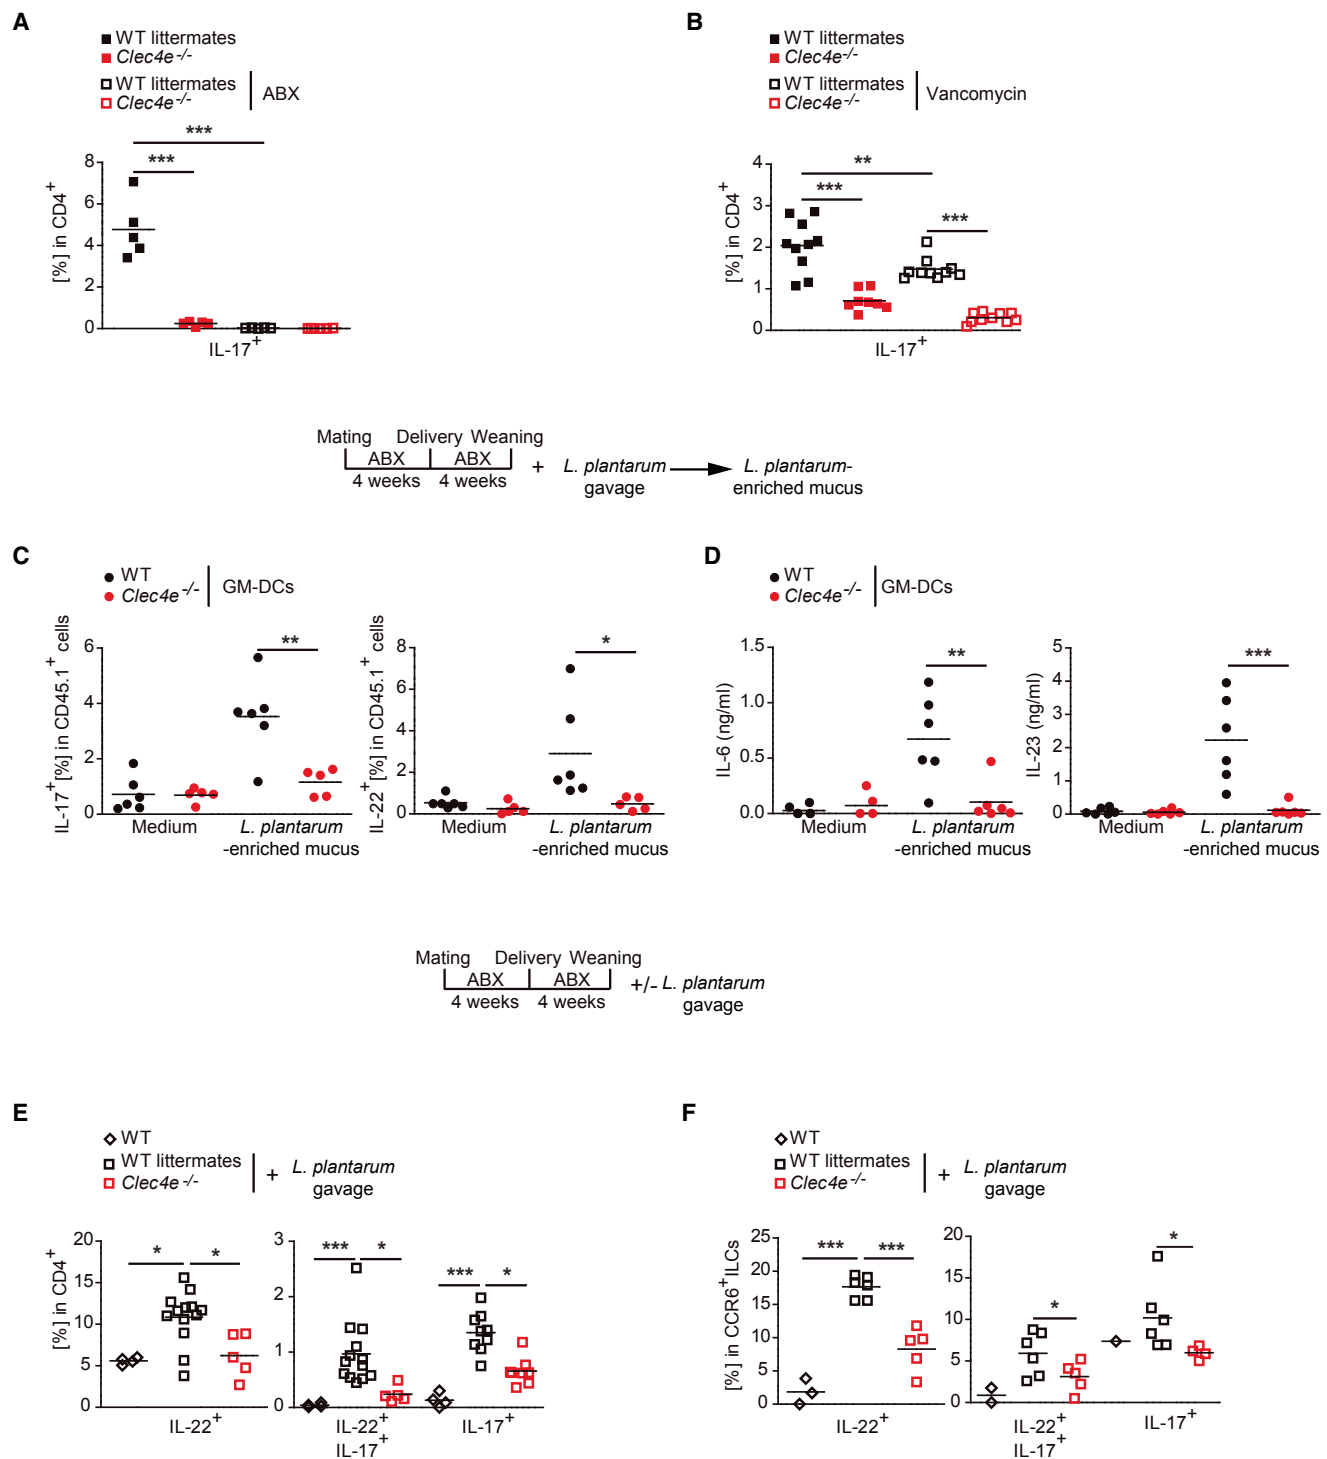 A
WT littermates
Clec4e-/-
WT littermates
Clec4e-/-
ABX
***
***
[%] in CD4+
8
6
4
2
0
IL-17+
B
WT littermates
Clec4e-/-
WT littermates
Clec4e-/-
Vancomycin
**
***
***
[%] in CD4+
4
3
2
1
0
IL-17+
Mating Delivery Weaning
ABX ABX
4 weeks 4 weeks
+
L. plantarum
gavage
L. plantarum-
enriched mucus
C
WT
Clec4e-/-
GM-DCs
IL-17+[%] in CD45.1+ cells
6
4
2
0
**
Medium
L. plantarum
-enriched mucus
IL-22+[%] in CD45.1+ cells
8
6
4
2
0
*
Medium
L. plantarum
-enriched mucus
D
WT
Clec4e-/-
GM-DCs
IL-6 (ng/ml)
1.5
1.0
0.5
0.0
**
Medium
L. plantarum
-enriched mucus
IL-23 (ng/ml)
5
4
3
2
1
0
***
Medium
L. plantarum
-enriched mucus
Mating Delivery Weaning
ABX ABX
4 weeks 4 weeks
+/- L. plantarum
gavage
E
WT
WT littermates
Clec4e-/-
+ L. plantarum
gavage
[%] in CD4+
20
15
10
5
0
* *
IL-22+
3
2
1
0
*** *
*** *
IL-22+
IL-17+
IL-17+
F
WT
WT littermates
Clec4e-/-
+ L. plantarum
gavage
[%] in CCR6+ILCs
25
20
15
10
5
0
*** ***
IL-22+
20
15
10
5
0
*
*
IL-22+
IL-17+
IL-17+